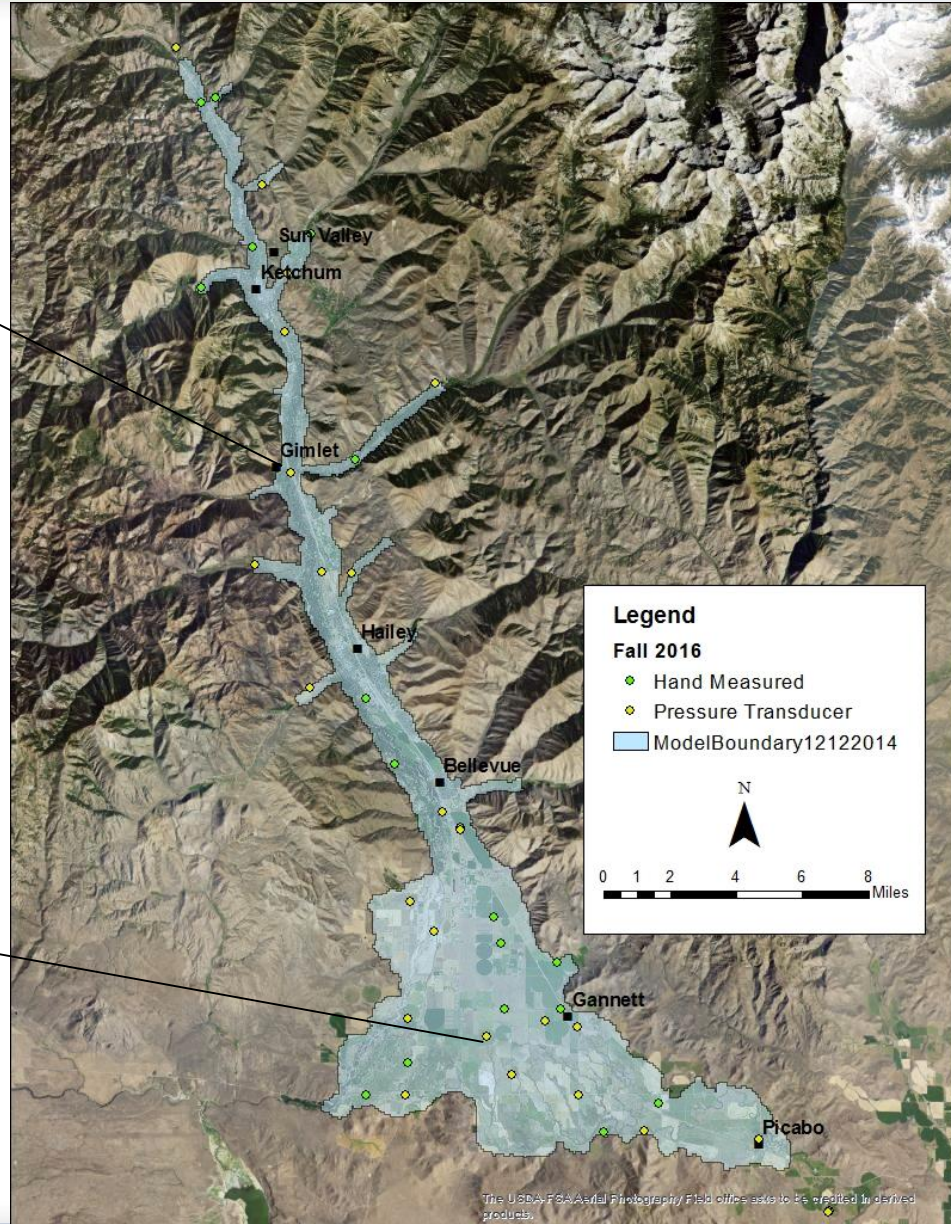 Sun Valley
Ketchum
Gimlet
Hailey
Legend
Fall 2016
Hand Measured
Pressure Transducer
ModelBoundary12122014
N
0 1 2 4 6 8
Miles
Bellevue
Gannett
Picabo
The USDA-FSA Aerial Photography Field office asks to be credited in derived
products.